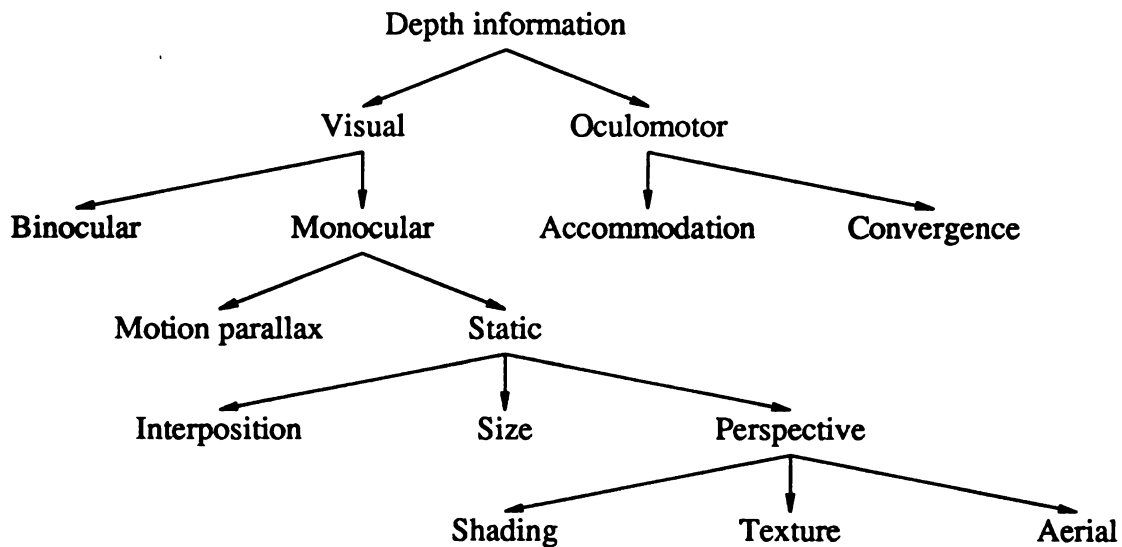 Depth information
Visual
Oculomotor
Binocular
Monocular
Accommodation
Convergence
Motion parallax
Static
Interposition
Size
Perspective
Shading
Texture
Aerial